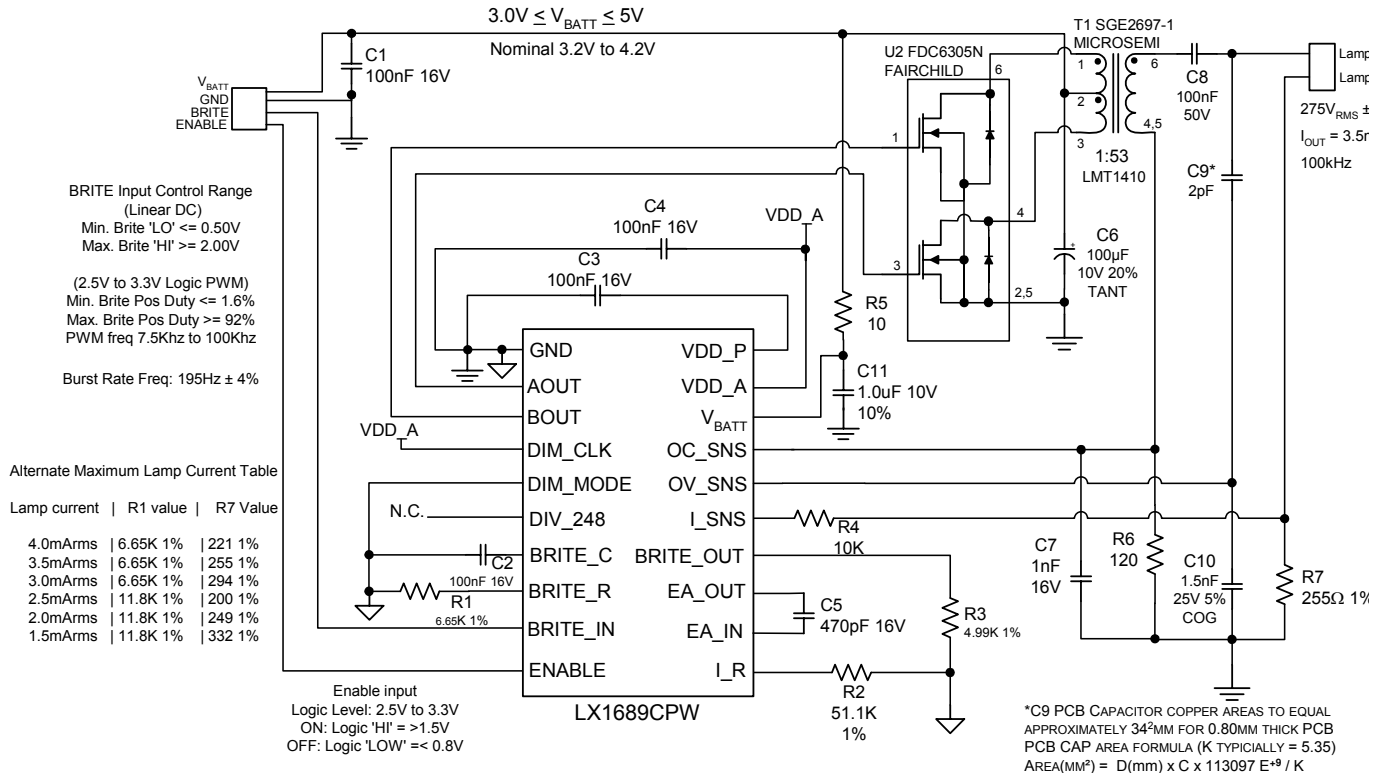 3.0V ≤ VBATT ≤ 5V
Nominal 3.2V to 4.2V
T1 SGE2697-1
MICROSEMI
U2 FDC6305N
FAIRCHILD
C1
100nF 16V
VBATT
GND
BRITE
ENABLE
6
1
2
3
6
4,5
1:53
LMT1410
C8
100nF
50V
Lamp
Lamp
275VRMS ±
IOUT = 3.5
100kHz
C9*
2pF
1
3
4
2,5
C6
+
100µF
10V 20%
TANT
BRITE Input Control Range
(Linear DC)
Min. Brite 'LO' <= 0.50V
Max. Brite 'HI' >= 2.00V
(2.5V to 3.3V Logic PWM)
Min. Brite Pos Duty <= 1.6%
Max. Brite Pos Duty >= 92%
PWM freq 7.5Khz to 100Khz
Burst Rate Freq: 195Hz ± 4%
C4
100nF 16V
VDD_A
C3
100nF 16V
R5
10
C11
1.0uF 10V
10%
GND
AOUT
BOUT
DIM_CLK
DIM_MODE
DIV_248
BRITE_C
BRITE_R
BRITE_IN
ENABLE
VDD_P
VDD_A
VBATT
OC_SNS
OV_SNS
I_SNS
BRITE_OUT
EA_OUT
EA_IN
I_R
LX1689CPW
VDD_A
N.C.
C2
100nF 16V
R1
6.65K 1%
Alternate Maximum Lamp Current Table
Lamp current | R1 value | R7 Value
4.0mArms | 6.65K 1% | 221 1%
3.5mArms | 6.65K 1% | 255 1%
3.0mArms | 6.65K 1% | 294 1%
2.5mArms | 11.8K 1% | 200 1%
2.0mArms | 11.8K 1% | 249 1%
1.5mArms | 11.8K 1% | 332 1%
Enable input
Logic Level: 2.5V to 3.3V
ON: Logic 'HI' = >1.5V
OFF: Logic 'LOW' =< 0.8V
R4
10K
C5
470pF 16V
R3
4.99K 1%
R2
51.1K
1%
C7
1nF
16V
R6
120
C10
1.5nF
25V 5%
COG
R7
255Ω 1%
*C9 PCB CAPACITOR COPPER AREAS TO EQUAL
APPROXIMATELY 34²MM FOR 0.80MM THICK PCB
PCB CAP AREA FORMULA (K TYPICIALLY = 5.35)
AREA(MM²) = D(mm) x C x 113097 E⁺⁹ / K